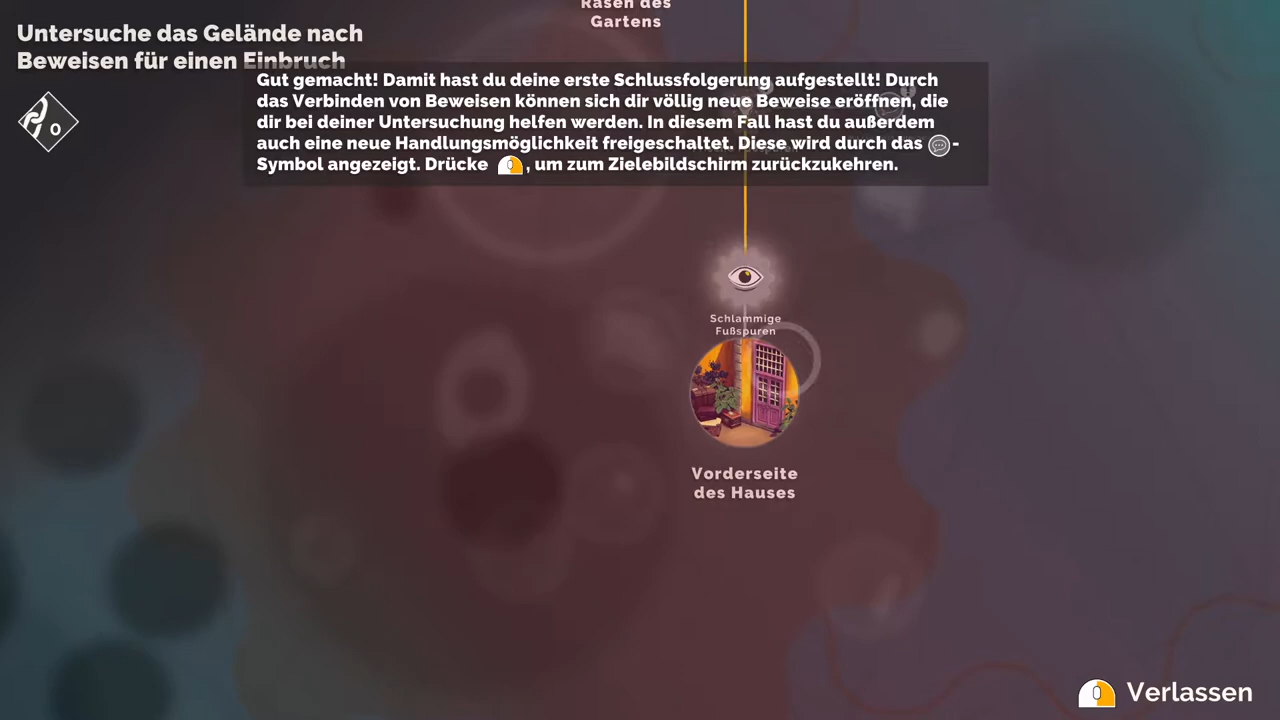 Rasen des
Gartens
Untersuche das Gelände nach
Beweisen für einen Einbruch
Gut gemacht! Damit hast du deine erste Schlussfolgerung aufgestellt! Durch
das Verbinden von Beweisen können sich dir völlig neue Beweise eröffnen, die
dir bei deiner Untersuchung helfen werden. In diesem Fall hast du außerdem
auch eine neue Handlungsmöglichkeit freigeschaltet. Diese wird durch das -
Symbol angezeigt. Drücke , um zum Zielebildschirm zurückzukehren.
0
Schlammige
Fußspuren
Vorderseite
des Hauses
Verlassen